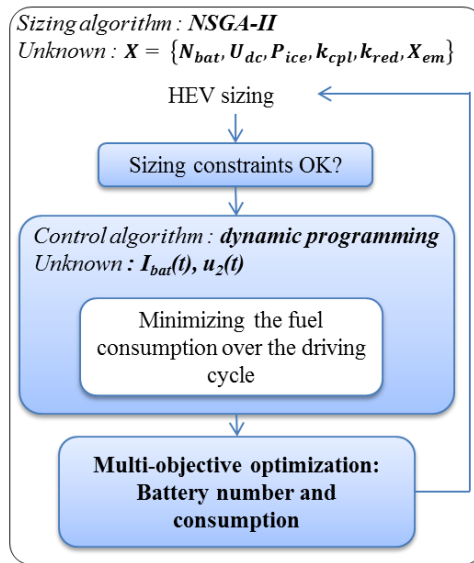 Sizing algorithm : NSGA-II
Unknown : X = {N_bat, U_dc, P_ice, k_cpl, k_red, X_em}
HEV sizing
Sizing constraints OK?
Control algorithm : dynamic programming
Unknown : I_bat(t), u_2(t)
Minimizing the fuel
consumption over the driving
cycle
Multi-objective optimization:
Battery number and
consumption